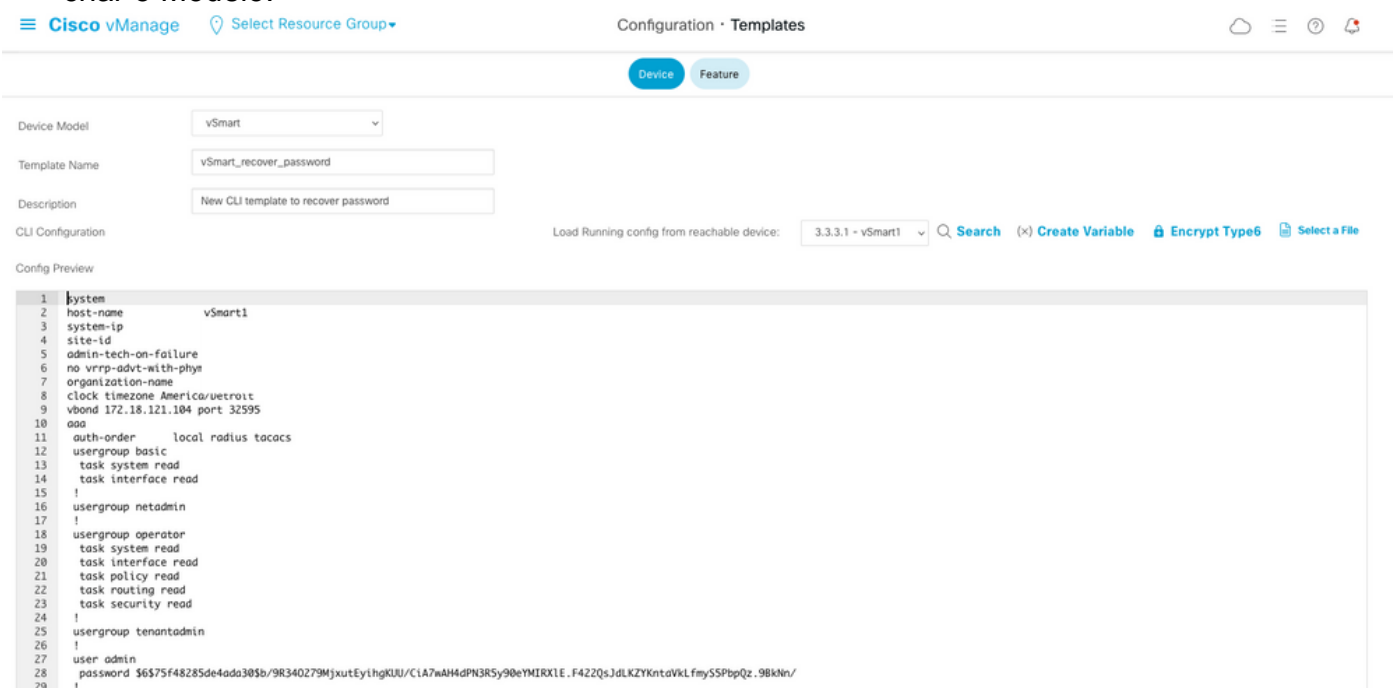 Cisco vManage Select Resource Group Configuration · Templates
Device Feature
Device Model vSmart
Template Name vSmart_recover_password
Description New CLI template to recover password
CLI Configuration Load Running config from reachable device: 3.3.3.1 - vSmart1 Search (×) Create Variable Encrypt Type6 Select a File
Config Preview
1 system
2 host-name vSmart1
3 system-ip
4 site-id
5 admin-tech-on-failure
6 no vrrp-advt-with-phym
7 organization-name
8 clock timezone America/Detroit
9 vbond 172.18.121.104 port 32595
10 aaa
11 auth-order local radius tacacs
12 usergroup basic
13 task system read
14 task interface read
15 !
16 usergroup netadmin
17 !
18 usergroup operator
19 task system read
20 task interface read
21 task policy read
22 task routing read
23 task security read
24 !
25 usergroup tenantadmin
26 !
27 user admin
28 password $6$75f48285de4ada30$b/9R34O279MjxutEyihgKUU/CiA7wAH4dPN3R5y90eYMIRXlE.F422QsJdLKZYKntaVkLfmyS5PbpQz.9BkNn/
29 !